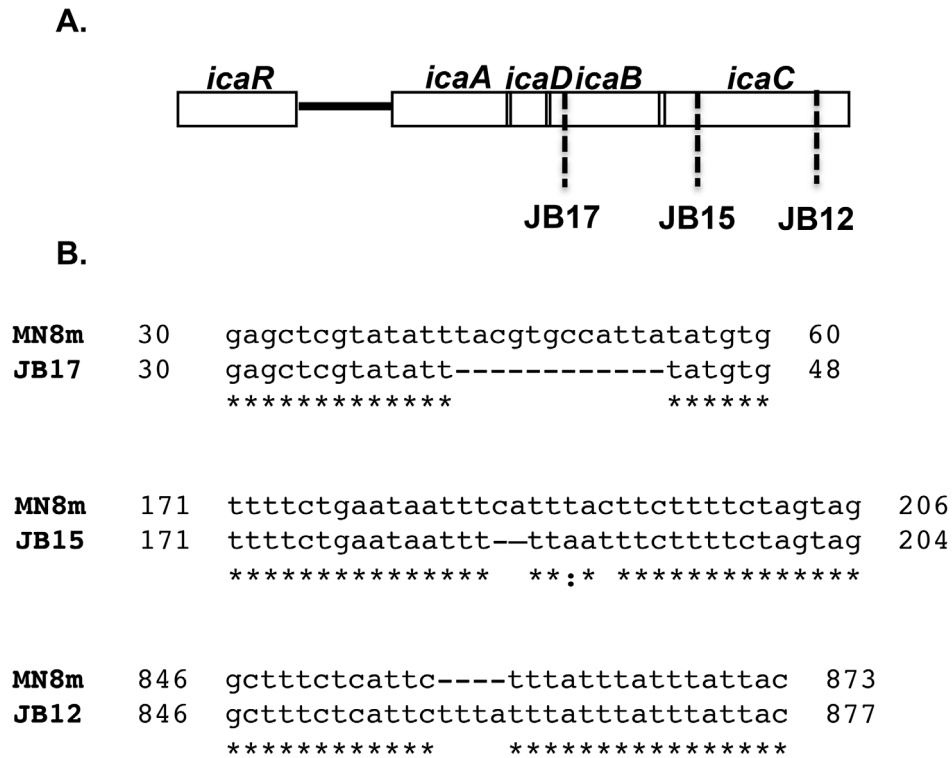 A.
icaR icaA icaD icaB icaC
JB17 JB15 JB12
B.
MN8m 30 gagctcgtatatttacgtgccattatatgtg 60
JB17 30 gagctcgtatatt------------tatgtg 48
************* ******
MN8m 171 ttttctgaataatttcatttacttcttttctagtag 206
JB15 171 ttttctgaataattt-—ttaatttcttttctagtag 204
*************** **:* **************
MN8m 846 gctttctcattc----tttatttatttattac 873
JB12 846 gctttctcattctttatttatttatttattac 877
************ ****************